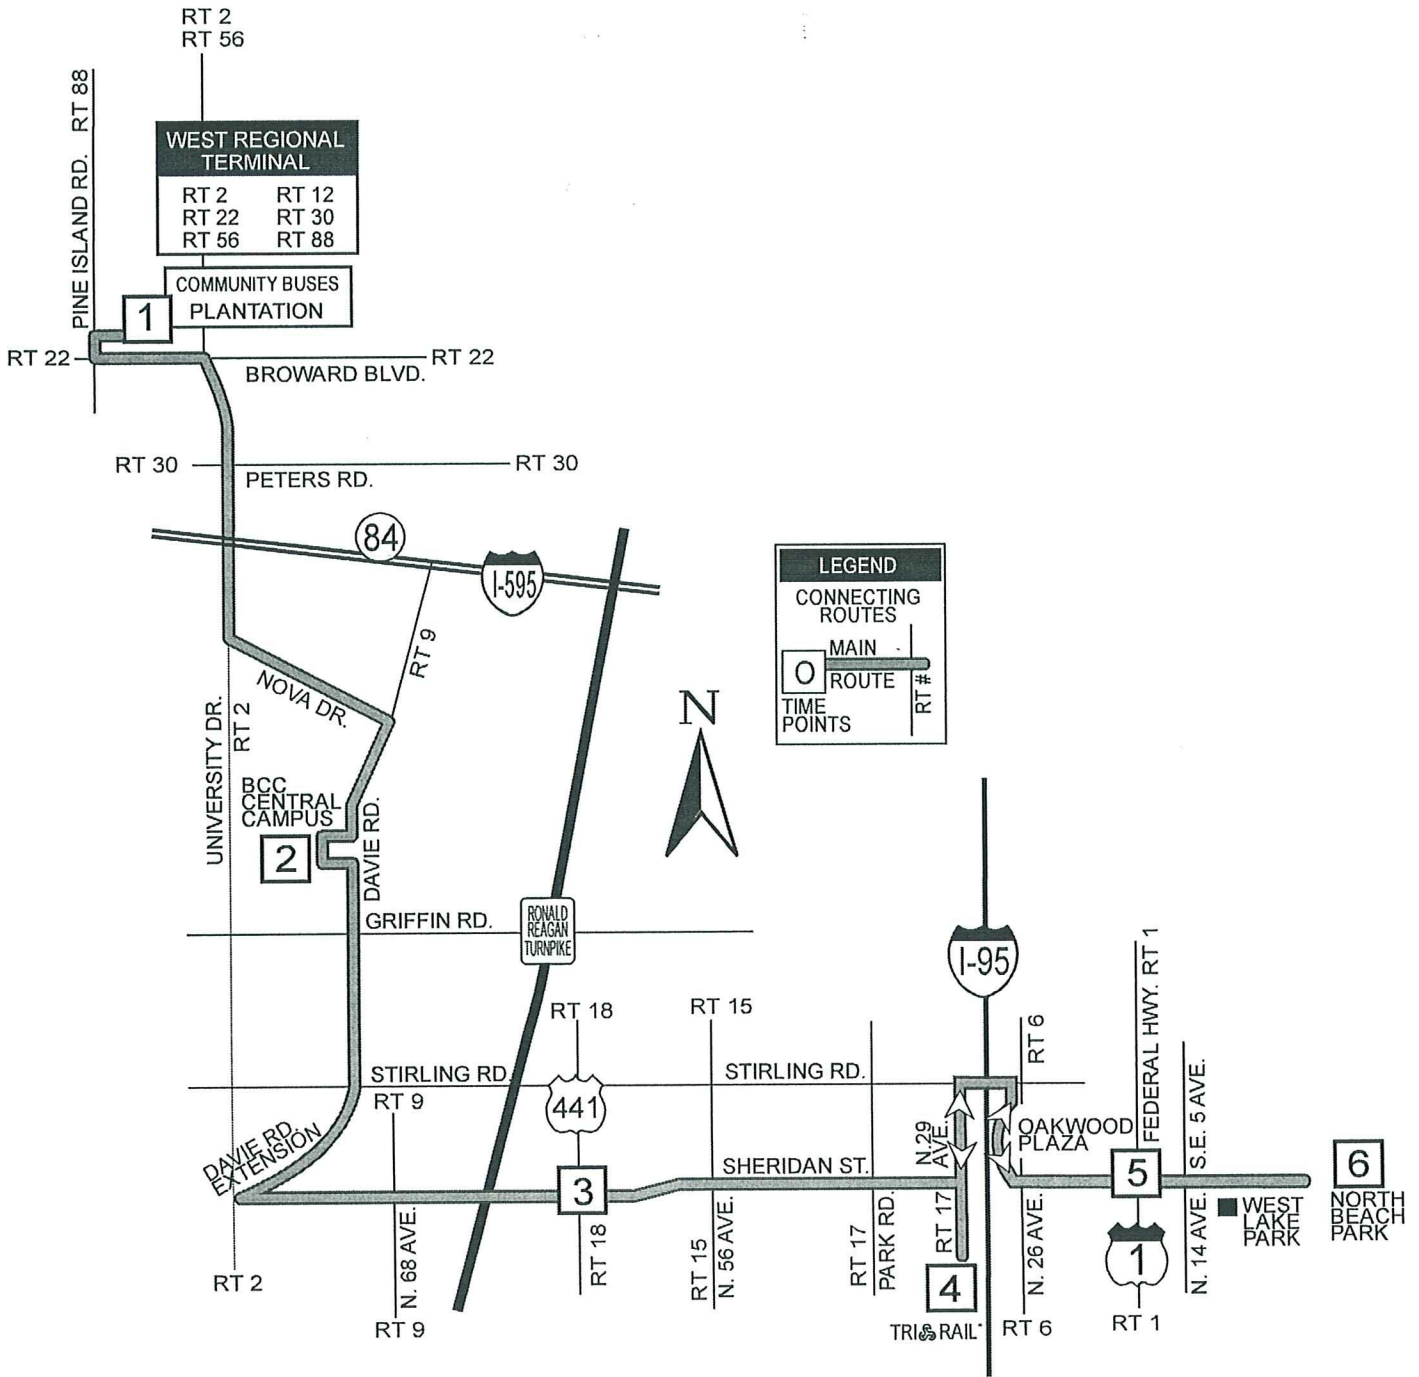 RT 2
RT 56
PINE ISLAND RD. RT 88
WEST REGIONAL
TERMINAL
RT 2 RT 12
RT 22 RT 30
RT 56 RT 88
COMMUNITY BUSES
PLANTATION
1
RT 22
RT 22
BROWARD BLVD.
RT 30
RT 30
PETERS RD.
84
I-595
RT 9
NOVA DR.
UNIVERSITY DR.
RT 2
LEGEND
CONNECTING
ROUTES
MAIN
ROUTE
0
TIME
POINTS
RT #
N
BCC
CENTRAL
CAMPUS
2
DAVIE RD.
GRIFFIN RD.
RONALD
REAGAN
TURNPIKE
I-95
RT 18
RT 15
RT 6
FEDERAL HWY. RT 1
STIRLING RD.
STIRLING RD.
RT 9
441
DAVIE RD.
EXTENSION
N.29
AVE.
OAKWOOD
PLAZA
S.E. 5 AVE.
SHERIDAN ST.
3
5
6
NORTH
BEACH
PARK
WEST
LAKE
PARK
RT 2
N. 68 AVE.
RT 9
RT 18
RT 15
N. 56 AVE.
RT 17
PARK RD.
RT 17
4
TRI RAIL
N. 26 AVE.
RT 6
1
RT 1
N. 14 AVE.